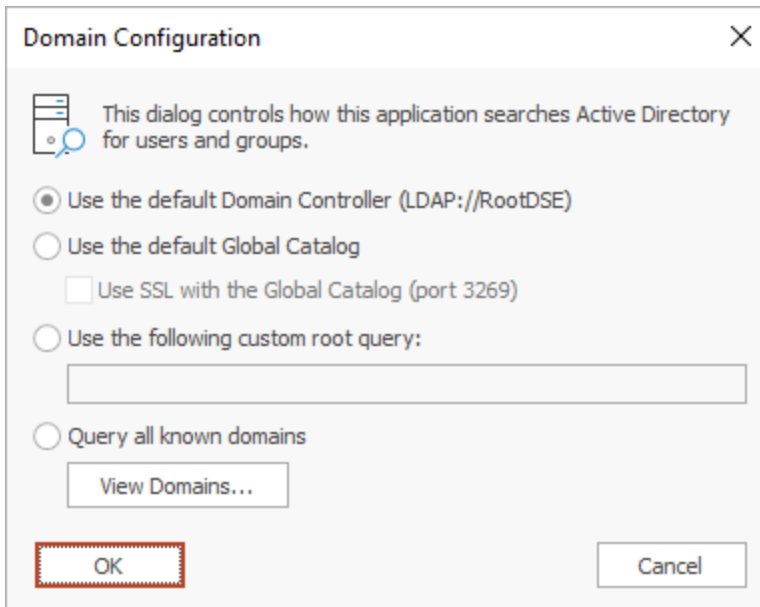 Domain Configuration
This dialog controls how this application searches Active Directory
for users and groups.
Use the default Domain Controller (LDAP://RootDSE)
Use the default Global Catalog
Use SSL with the Global Catalog (port 3269)
Use the following custom root query:
Query all known domains
View Domains...
OK
Cancel